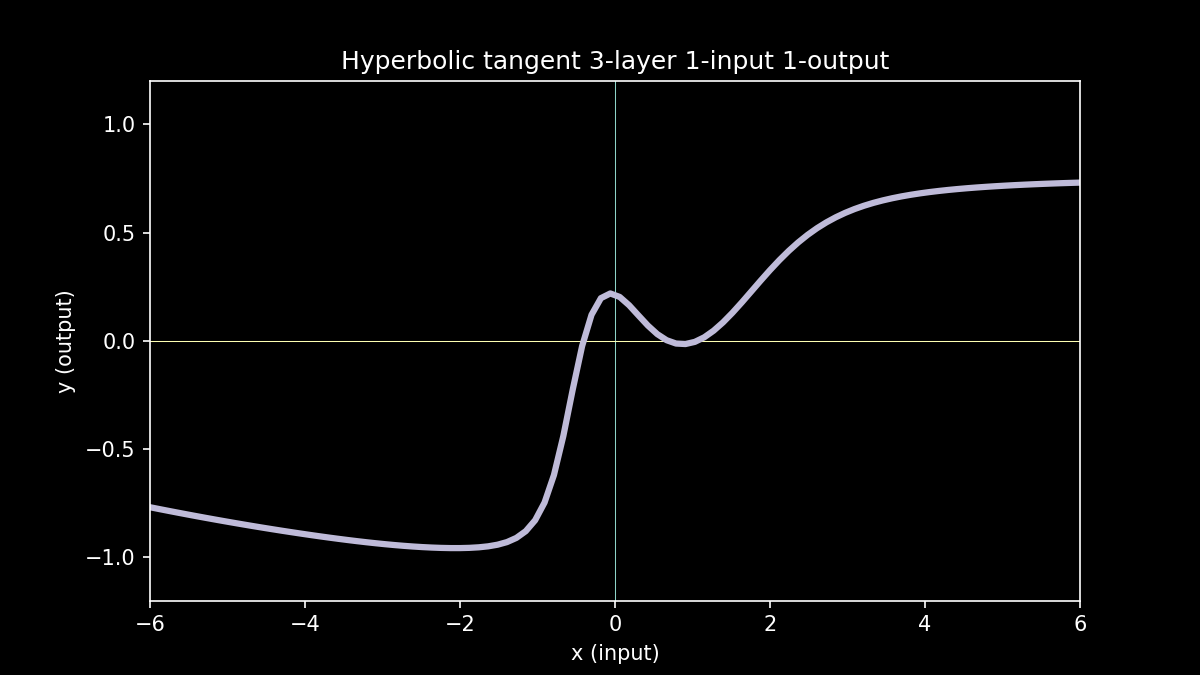 Hyperbolic tangent 3-layer 1-input 1-output
1.0
0.5
0.0
−0.5
−1.0
y (output)
−6 −4 −2 0 2 4 6
x (input)